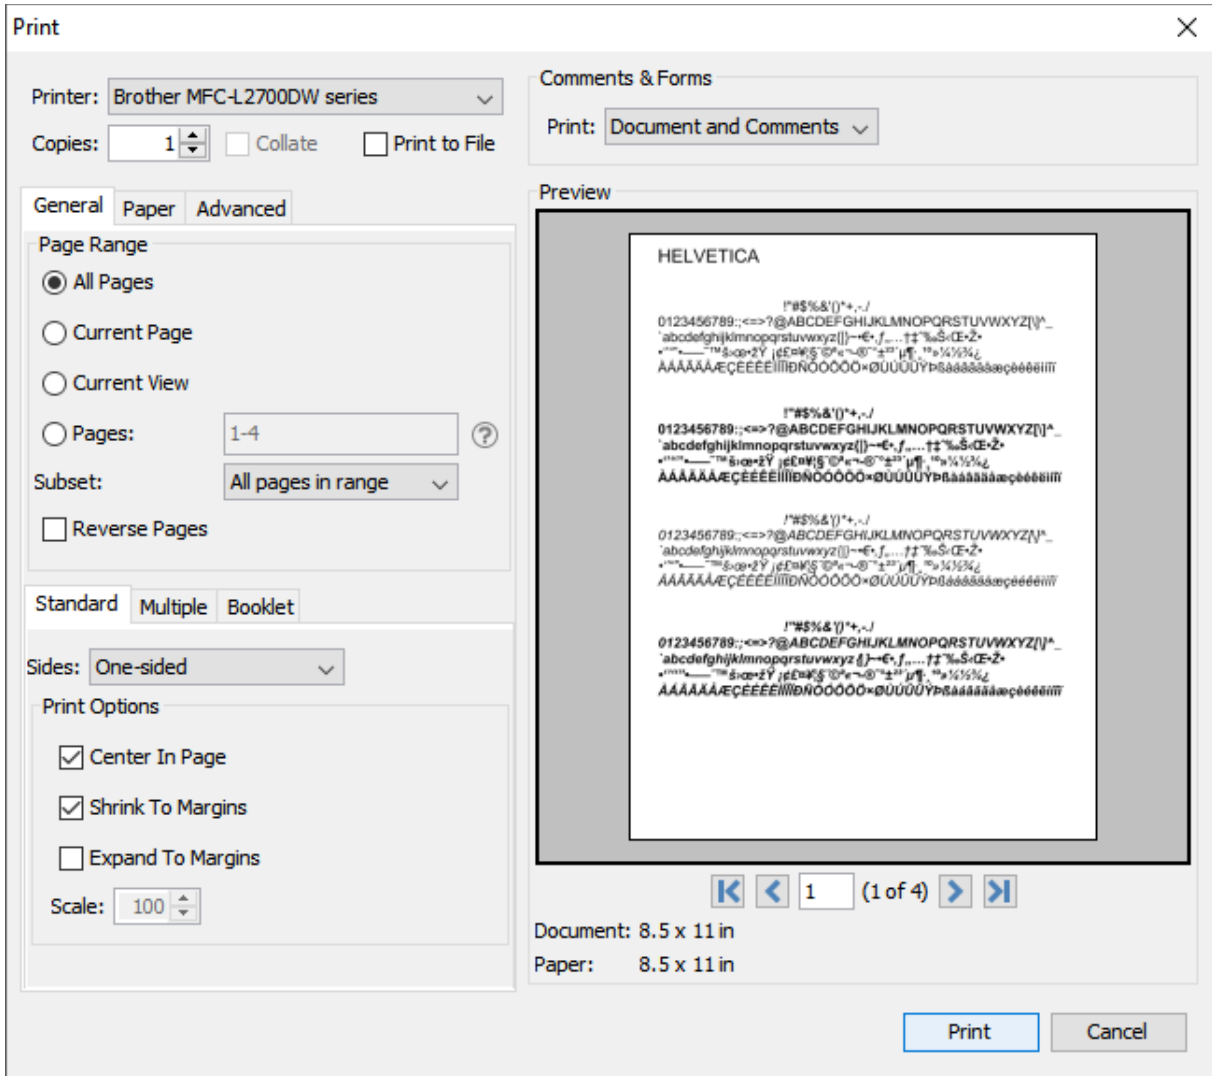 Print
Printer: Brother MFC-L2700DW series
Copies: 1 Collate Print to File
General Paper Advanced
Page Range
All Pages
Current Page
Current View
Pages: 1-4 ?
Subset: All pages in range
Reverse Pages
Standard Multiple Booklet
Sides: One-sided
Print Options
Center In Page
Shrink To Margins
Expand To Margins
Scale: 100
Comments & Forms
Print: Document and Comments
Preview
HELVETICA
!"#$%&'()*+,-./
0123456789:;<=>?@ABCDEFGHIJKLMNOPQRSTUVWXYZ[\]^_
`abcdefghijklmnopqrstuvwxyz{|}~•€•‚ƒ„…†‡ˆ‰Š‹Œ•Ž•
!"#$%&'()*+,-./
0123456789:;<=>?@ABCDEFGHIJKLMNOPQRSTUVWXYZ[\]^_
`abcdefghijklmnopqrstuvwxyz{|}~•€•‚ƒ„…†‡ˆ‰Š‹Œ•Ž•
!"#$%&'()*+,-./
0123456789:;<=>?@ABCDEFGHIJKLMNOPQRSTUVWXYZ[\]^_
`abcdefghijklmnopqrstuvwxyz{|}~•€•‚ƒ„…†‡ˆ‰Š‹Œ•Ž•
!"#$%&'()*+,-./
0123456789:;<=>?@ABCDEFGHIJKLMNOPQRSTUVWXYZ[\]^_
`abcdefghijklmnopqrstuvwxyz{|}~•€•‚ƒ„…†‡ˆ‰Š‹Œ•Ž•
1 (1 of 4)
Document: 8.5 x 11 in
Paper: 8.5 x 11 in
Print Cancel